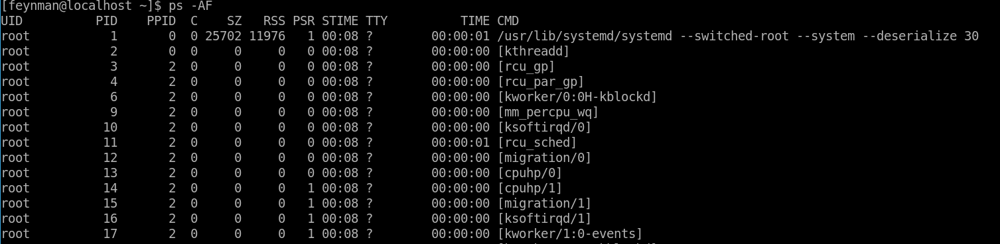 [feynman@localhost ~]$ ps -AF
UID          PID    PPID  C    SZ   RSS PSR STIME TTY          TIME CMD
root           1       0  0 25702 11976   1 00:08 ?        00:00:01 /usr/lib/systemd/systemd --switched-root --system --deserialize 30
root           2       0  0     0     0   0 00:08 ?        00:00:00 [kthreadd]
root           3       2  0     0     0   0 00:08 ?        00:00:00 [rcu_gp]
root           4       2  0     0     0   0 00:08 ?        00:00:00 [rcu_par_gp]
root           6       2  0     0     0   0 00:08 ?        00:00:00 [kworker/0:0H-kblockd]
root           9       2  0     0     0   0 00:08 ?        00:00:00 [mm_percpu_wq]
root          10       2  0     0     0   0 00:08 ?        00:00:00 [ksoftirqd/0]
root          11       2  0     0     0   0 00:08 ?        00:00:01 [rcu_sched]
root          12       2  0     0     0   0 00:08 ?        00:00:00 [migration/0]
root          13       2  0     0     0   0 00:08 ?        00:00:00 [cpuhp/0]
root          14       2  0     0     0   1 00:08 ?        00:00:00 [cpuhp/1]
root          15       2  0     0     0   1 00:08 ?        00:00:00 [migration/1]
root          16       2  0     0     0   1 00:08 ?        00:00:00 [ksoftirqd/1]
root          17       2  0     0     0   1 00:08 ?        00:00:00 [kworker/1:0-events]